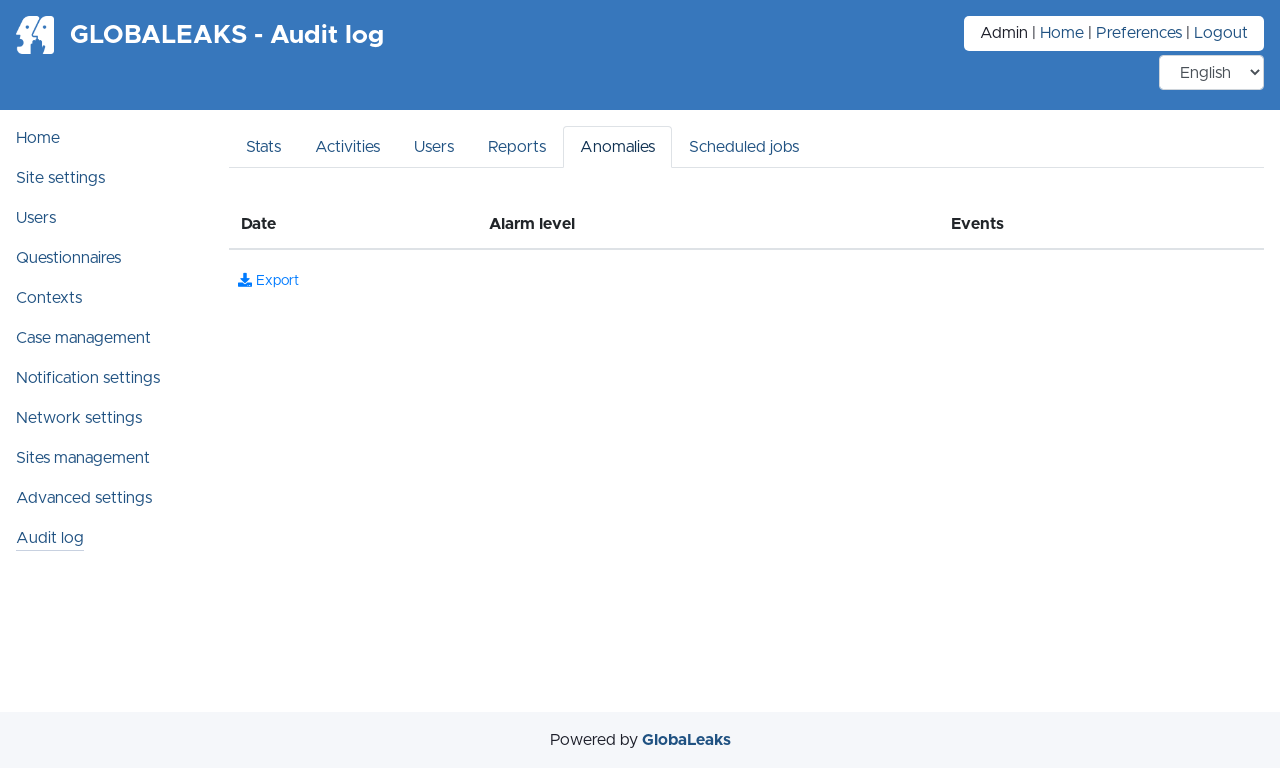 GLOBALEAKS - Audit log
Admin | Home | Preferences | Logout
English
Home
Site settings
Users
Questionnaires
Contexts
Case management
Notification settings
Network settings
Sites management
Advanced settings
Audit log
Stats Activities Users Reports Anomalies Scheduled jobs
Date Alarm level Events
Export
Powered by GlobaLeaks